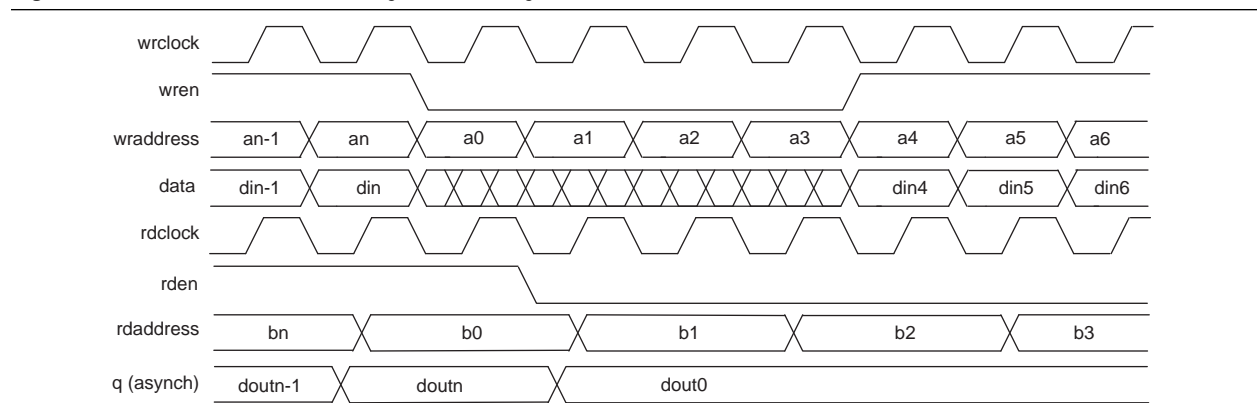 wrclock
wren
wraddress an-1 an a0 a1 a2 a3 a4 a5 a6
data din-1 din din4 din5 din6
rdclock
rden
rdaddress bn b0 b1 b2 b3
q (asynch) doutn-1 doutn dout0